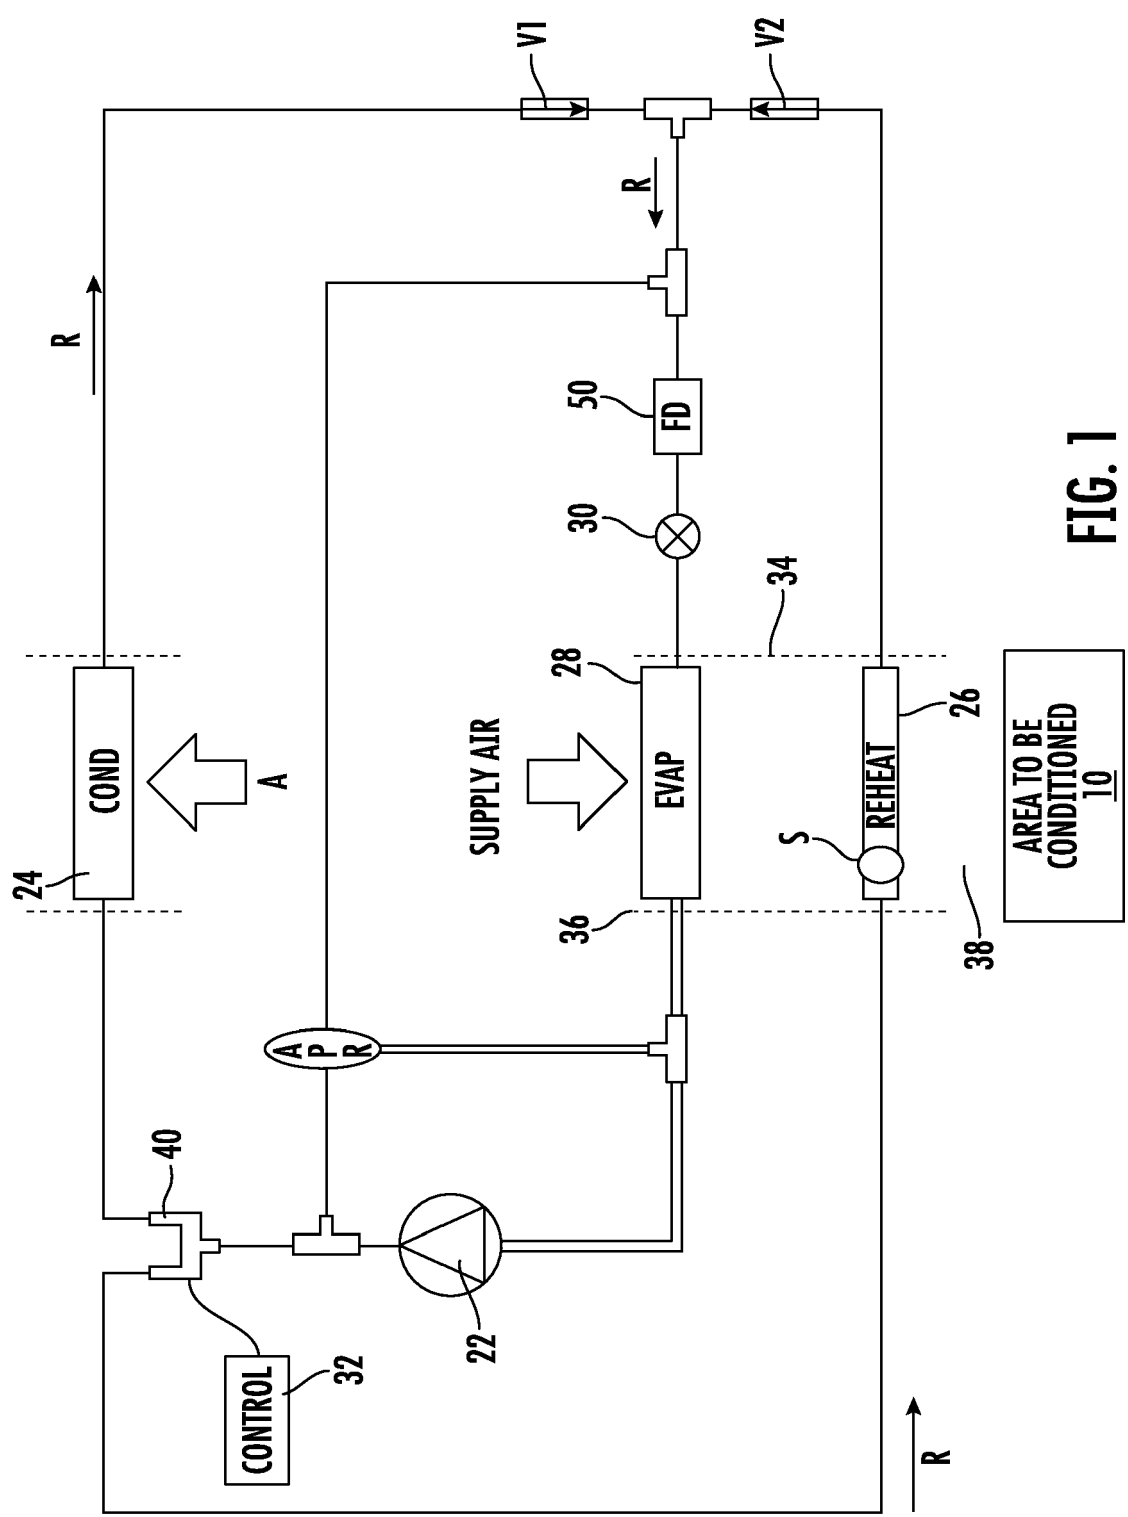 R
V1
V2
R
50
FD
30
34
24
COND
A
SUPPLY AIR
28
EVAP
36
S
REHEAT
26
38
AREA TO BE
CONDITIONED
10
APR
40
22
CONTROL
32
R
FIG. 1